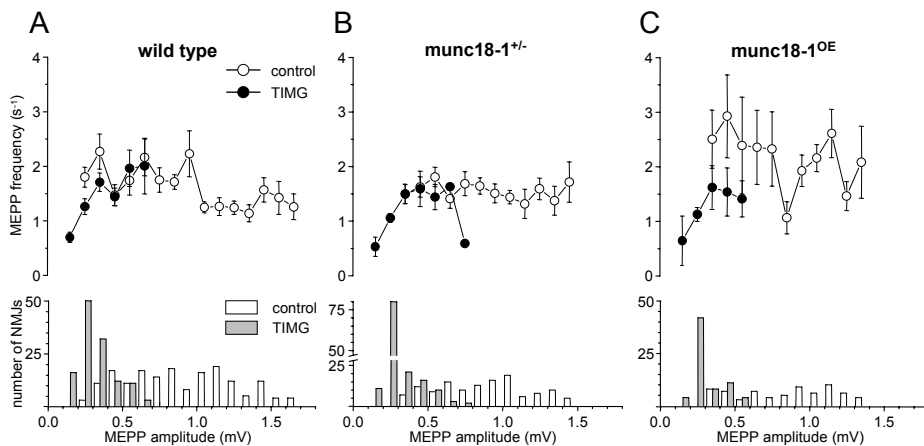 A
B
C
wild type
munc18-1+/-
munc18-1OE
control
TIMG
MEPP frequency (s-1)
4
3
2
1
0
4
3
2
1
0
4
3
2
1
0
control
TIMG
number of NMJs
50
25
75
50
25
50
25
0.0 0.5 1.0 1.5
0.0 0.5 1.0 1.5
0.0 0.5 1.0 1.5
MEPP amplitude (mV)
MEPP amplitude (mV)
MEPP amplitude (mV)